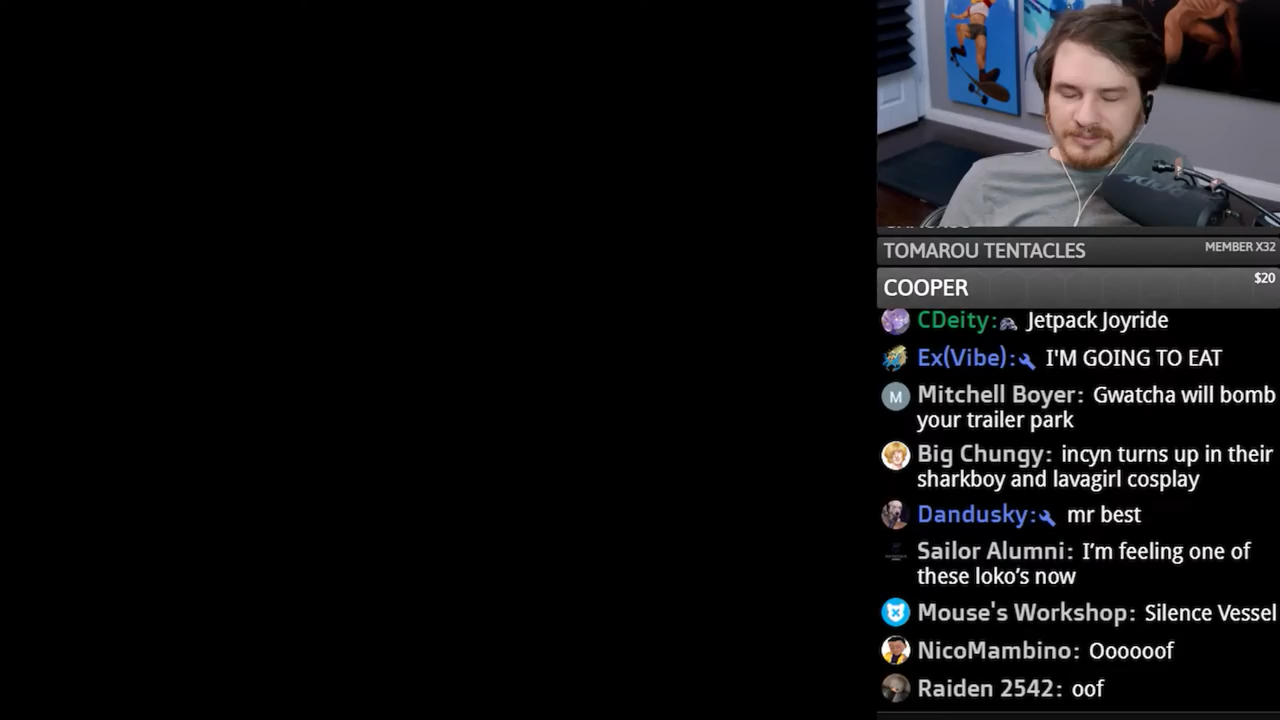 TOMAROU TENTACLES MEMBER X32
COOPER $20
CDeity: Jetpack Joyride
Ex(Vibe): I'M GOING TO EAT
M Mitchell Boyer: Gwatcha will bomb
your trailer park
Big Chungy: incyn turns up in their
sharkboy and lavagirl cosplay
Dandusky: mr best
Sailor Alumni: I’m feeling one of
these loko’s now
Mouse's Workshop: Silence Vessel
NicoMambino: Oooooof
Raiden 2542: oof